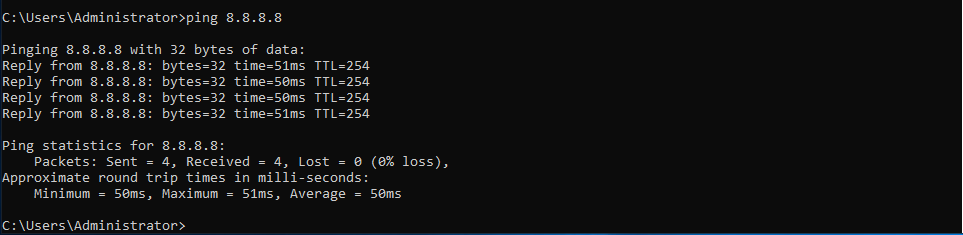 C:\Users\Administrator>ping 8.8.8.8
Pinging 8.8.8.8 with 32 bytes of data:
Reply from 8.8.8.8: bytes=32 time=51ms TTL=254
Reply from 8.8.8.8: bytes=32 time=50ms TTL=254
Reply from 8.8.8.8: bytes=32 time=50ms TTL=254
Reply from 8.8.8.8: bytes=32 time=51ms TTL=254
Ping statistics for 8.8.8.8:
    Packets: Sent = 4, Received = 4, Lost = 0 (0% loss),
Approximate round trip times in milli-seconds:
    Minimum = 50ms, Maximum = 51ms, Average = 50ms
C:\Users\Administrator>